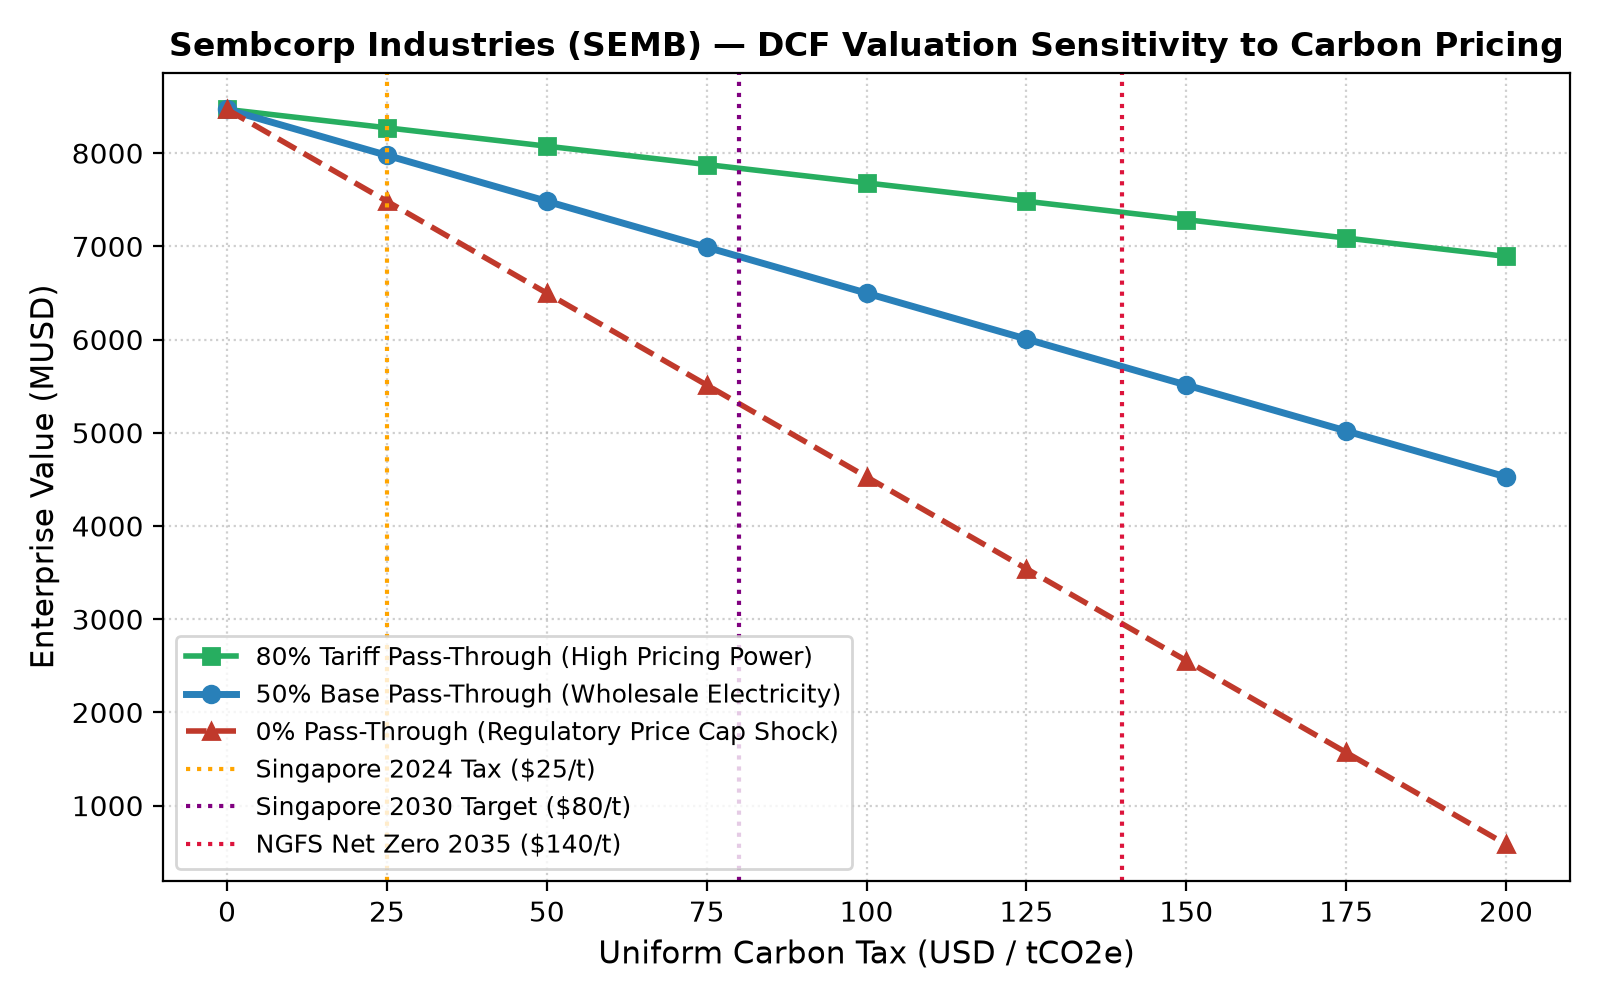 Sembcorp Industries (SEMB) — DCF Valuation Sensitivity to Carbon Pricing
Enterprise Value (MUSD)
8000
7000
6000
5000
4000
3000
2000
1000
80% Tariff Pass-Through (High Pricing Power)
50% Base Pass-Through (Wholesale Electricity)
0% Pass-Through (Regulatory Price Cap Shock)
Singapore 2024 Tax ($25/t)
Singapore 2030 Target ($80/t)
NGFS Net Zero 2035 ($140/t)
0 25 50 75 100 125 150 175 200
Uniform Carbon Tax (USD / tCO2e)